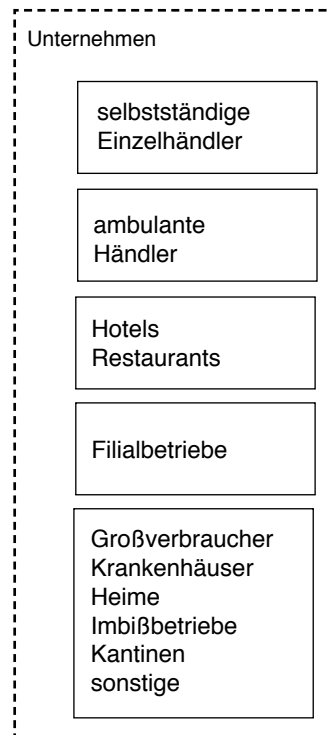 Unternehmen
selbstständige
Einzelhändler
ambulante
Händler
Hotels
Restaurants
Filialbetriebe
Großverbraucher
Krankenhäuser
Heime
Imbißbetriebe
Kantinen
sonstige